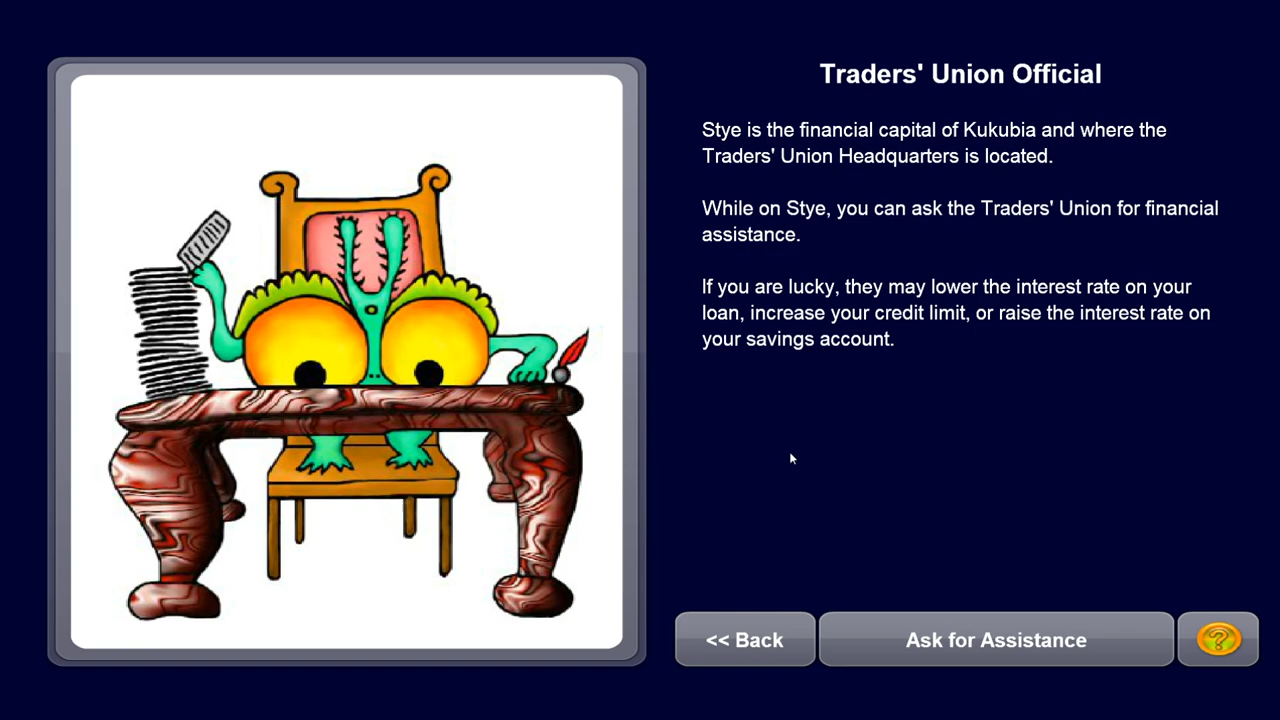 Traders' Union Official
Stye is the financial capital of Kukubia and where the
Traders' Union Headquarters is located.
While on Stye, you can ask the Traders' Union for financial
assistance.
If you are lucky, they may lower the interest rate on your
loan, increase your credit limit, or raise the interest rate on
your savings account.
<< Back
Ask for Assistance
?